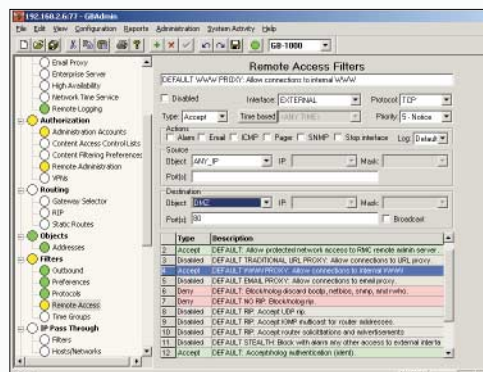 192.168.2.6:77 - GBAdmin
File Edit View Configuration Reports Administration System Activity Help
GB-1000
Email Proxy
Enterprise Server
High Availability
Network Time Service
Remote Logging
Authorization
Administration Accounts
Content Access Control Lists
Content Filtering Preferences
Remote Administration
VPNs
Routing
Gateway Selector
RIP
Static Routes
Objects
Addresses
Filters
Outbound
Preferences
Protocols
Remote Access
Time Groups
IP Pass Through
Filters
Hosts/Networks
Remote Access Filters
DEFAULT WWW PROXY: Allow connections to internal WWW
Disabled Interface: EXTERNAL Protocol: TCP
Type: Accept Time based: <ANY TIME> Priority: 5 - Notice
Actions
Alarm Email ICMP Pager SNMP Stop interface Log: Default
Source
Object: ANY_IP IP: Mask:
Port(s):
Destination
Object: DMZ IP: Mask:
Port(s): 80 Broadcast
Type Description
2 Accept DEFAULT: Allow protected network access to RMC remote admin server.
3 Disabled DEFAULT TRADITIONAL URL PROXY: Allow connections to URL proxy
4 Accept DEFAULT WWW PROXY: Allow connections to internal WWW
5 Disabled DEFAULT EMAIL PROXY: Allow connections to email proxy.
6 Deny DEFAULT: Block/nolog discard bootp, netbios, snmp, and rwho.
7 Deny DEFAULT NO RIP: Block/nolog rip.
8 Disabled DEFAULT RIP: Accept UDP rip.
9 Disabled DEFAULT RIP: Accept IGMP multicast for router addresses.
10 Disabled DEFAULT RIP: Accept router solicitations and advertisements
11 Disabled DEFAULT STEALTH: Block with alarm any other access to external interfa
12 Accept DEFAULT: Accept/nolog authentication (ident).